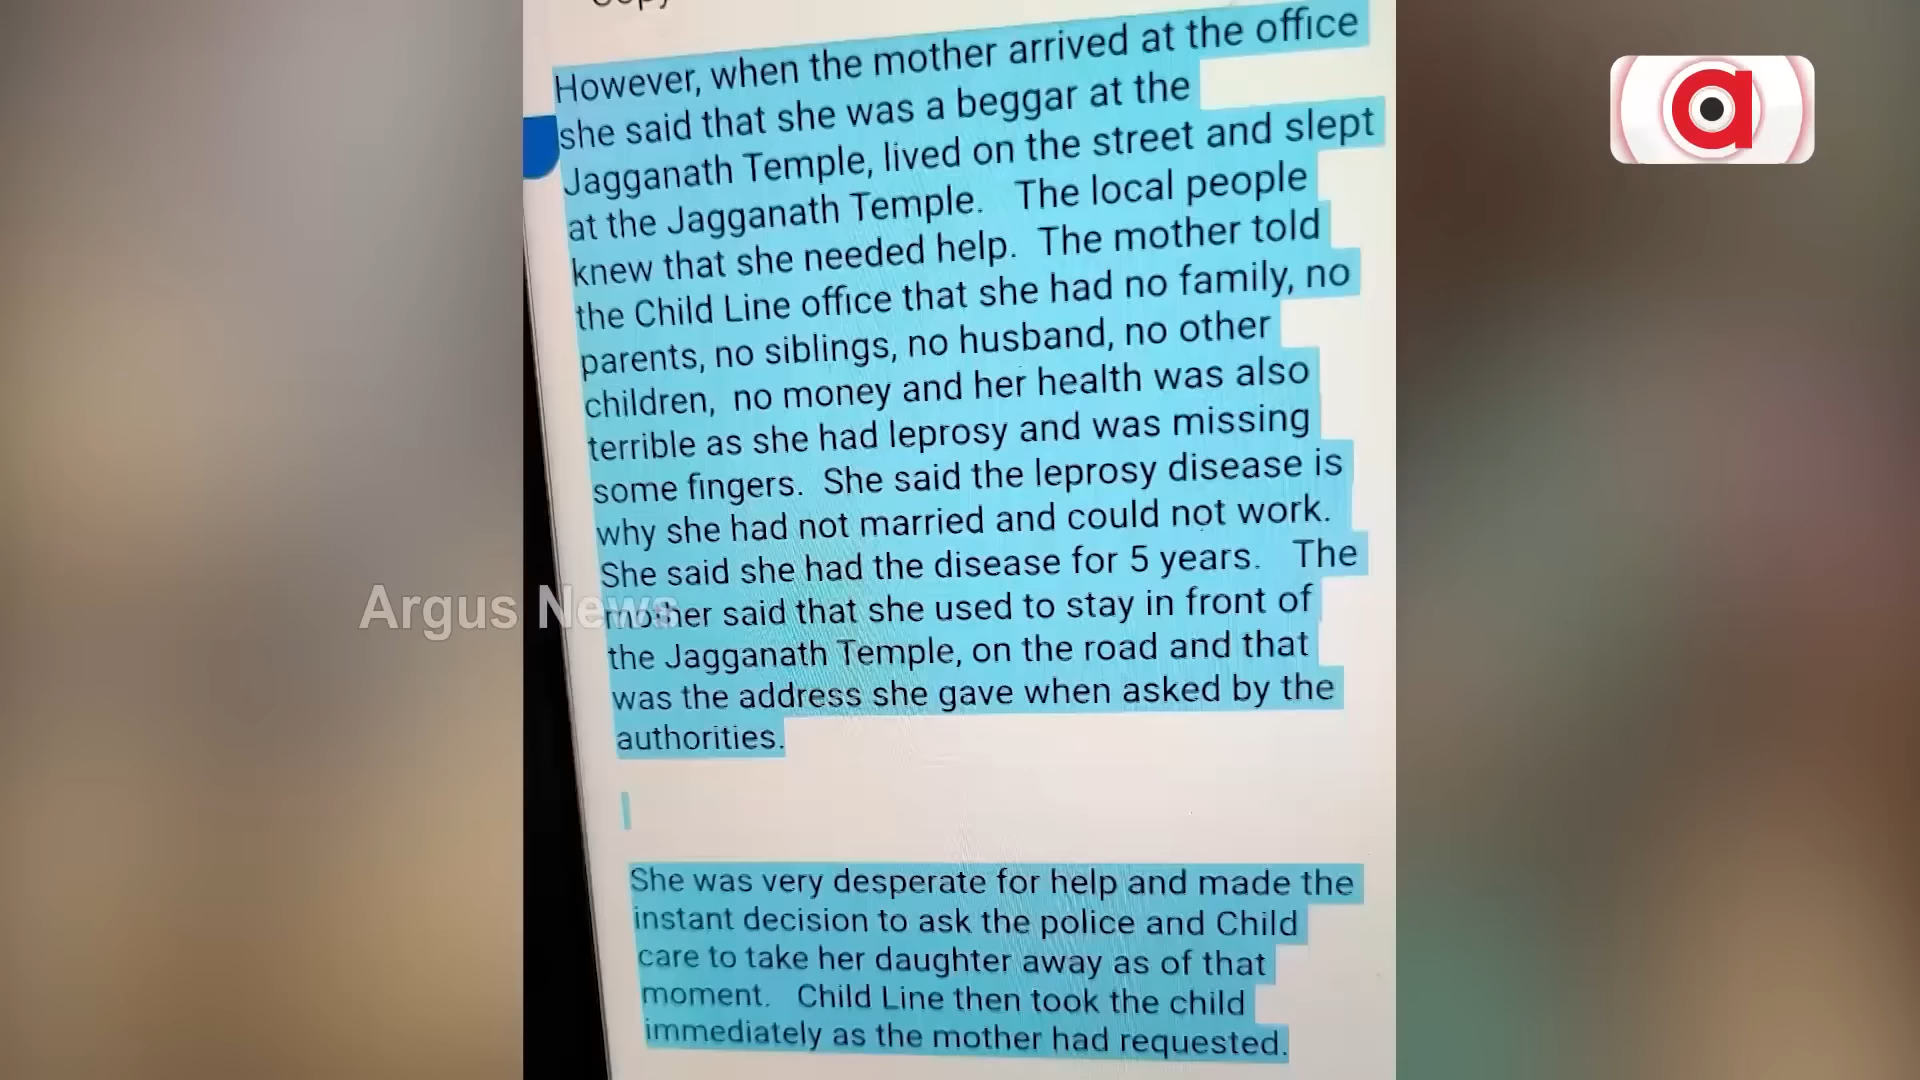 Copy
However, when the mother arrived at the office
she said that she was a beggar at the
Jagganath Temple, lived on the street and slept
at the Jagganath Temple. The local people
knew that she needed help. The mother told
the Child Line office that she had no family, no
parents, no siblings, no husband, no other
children, no money and her health was also
terrible as she had leprosy and was missing
some fingers. She said the leprosy disease is
why she had not married and could not work.
She said she had the disease for 5 years. The
mother said that she used to stay in front of
the Jagganath Temple, on the road and that
was the address she gave when asked by the
authorities.
She was very desperate for help and made the
instant decision to ask the police and Child
care to take her daughter away as of that
moment. Child Line then took the child
immediately as the mother had requested.
Argus News
a